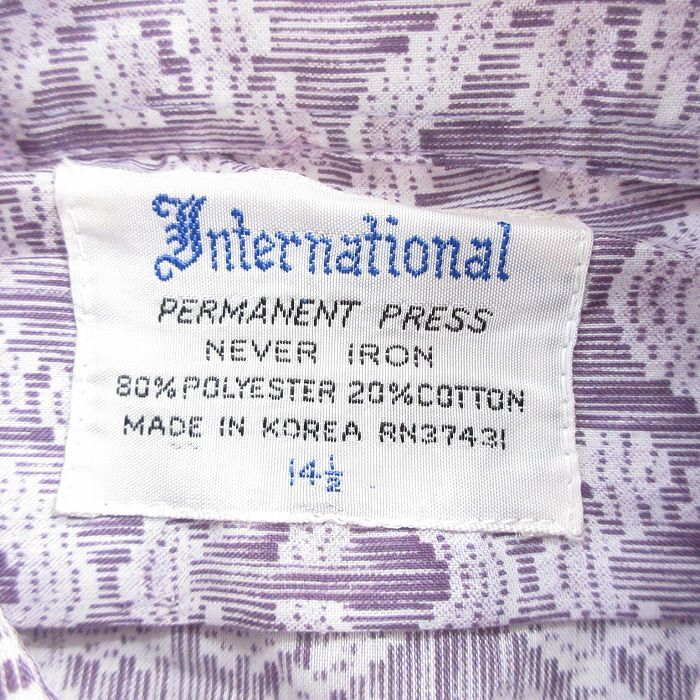 International
PERMANENT PRESS
NEVER IRON
80% POLYESTER 20% COTTON
MADE IN KOREA RN37431
14½